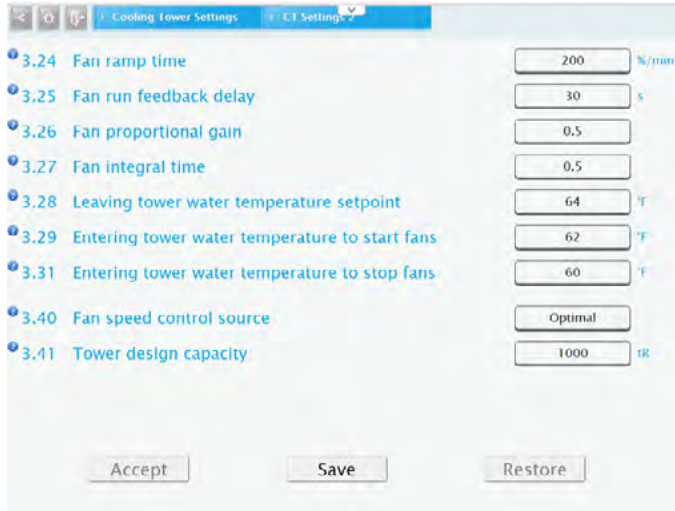 Cooling Tower Settings CT Settings 2
3.24 Fan ramp time 200 %/min
3.25 Fan run feedback delay 30 s
3.26 Fan proportional gain 0.5
3.27 Fan integral time 0.5
3.28 Leaving tower water temperature setpoint 64 °F
3.29 Entering tower water temperature to start fans 62 °F
3.31 Entering tower water temperature to stop fans 60 °F
3.40 Fan speed control source Optimal
3.41 Tower design capacity 1000 tR
Accept Save Restore